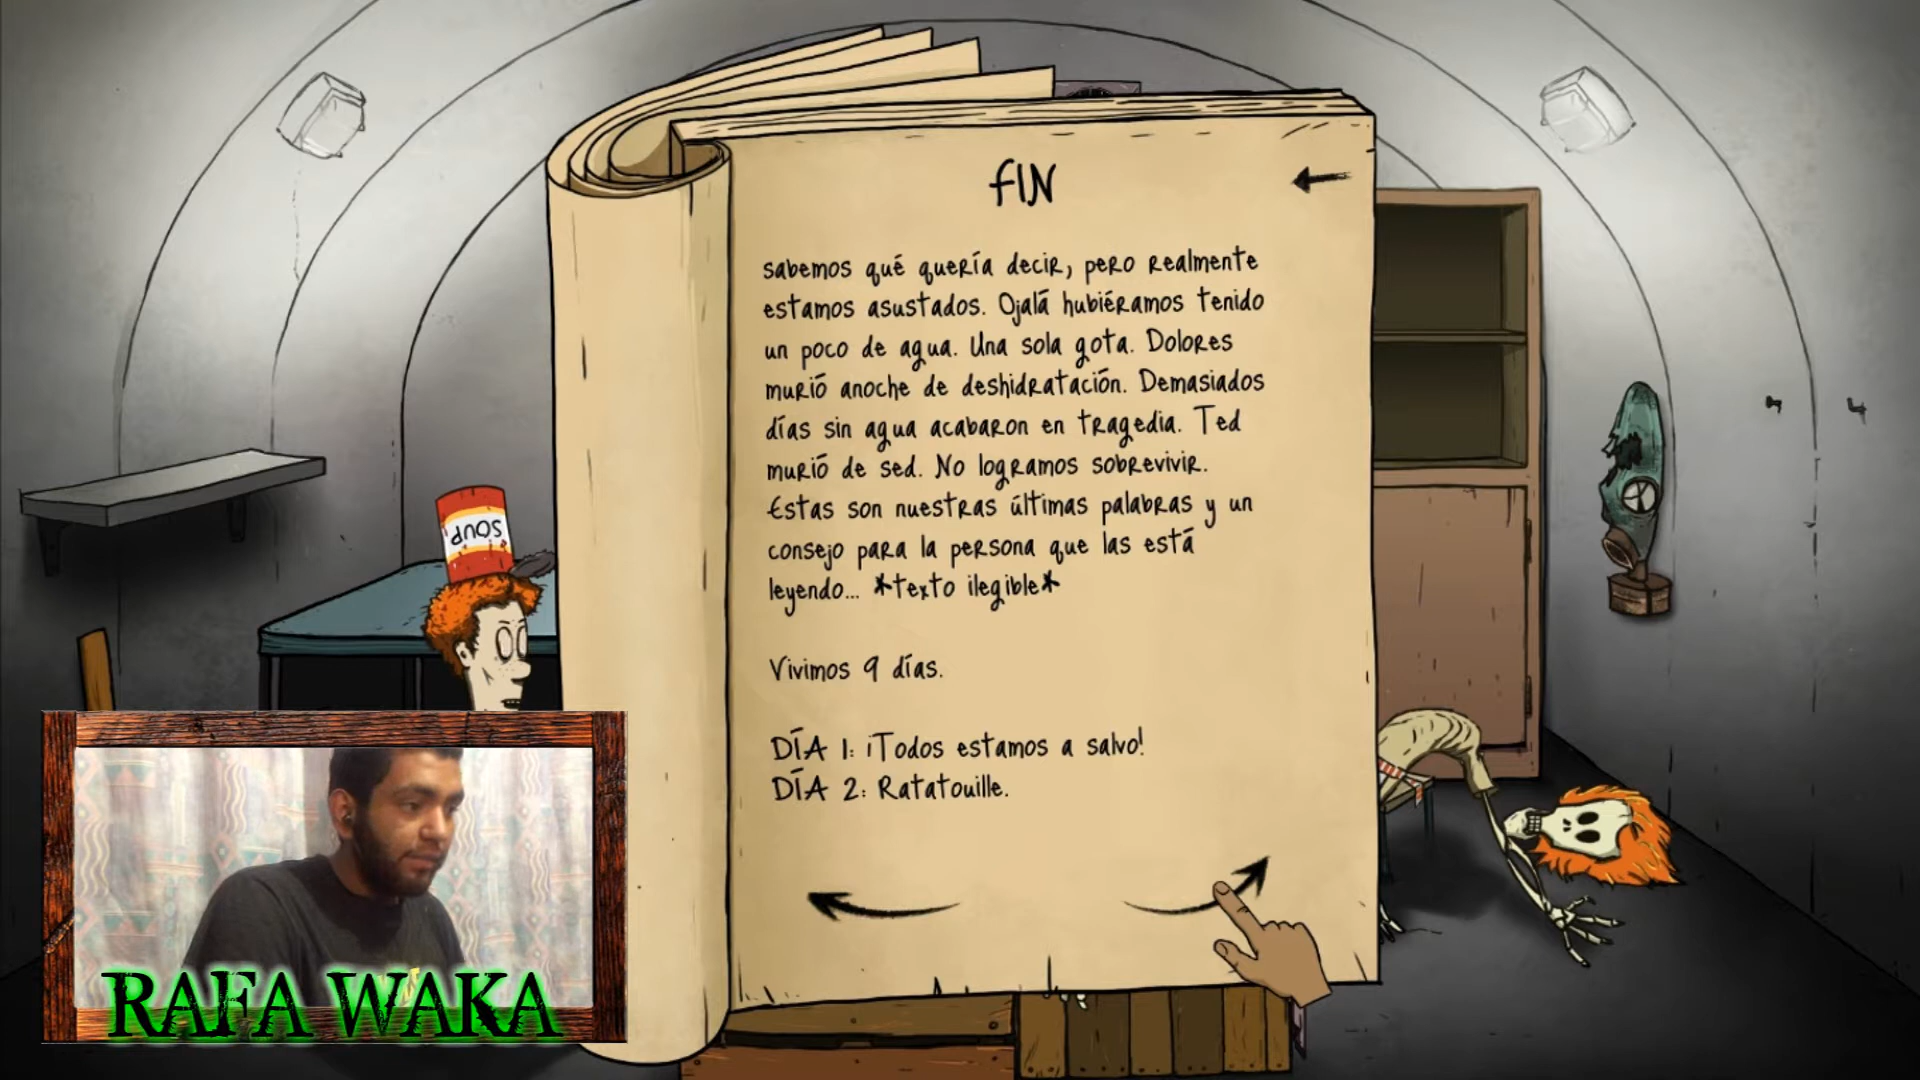 FIN
sabemos qué quería decir, pero realmente
estamos asustados. Ojalá hubiéramos tenido
un poco de agua. Una sola gota. Dolores
murió anoche de deshidratación. Demasiados
días sin agua acabaron en tragedia. Ted
murió de sed. No logramos sobrevivir.
Estas son nuestras últimas palabras y un
consejo para la persona que las está
leyendo... *texto ilegible*
Vivimos 9 días.
DÍA 1: ¡Todos estamos a salvo!
DÍA 2: Ratatouille.
SOUP
RAFA WAKA